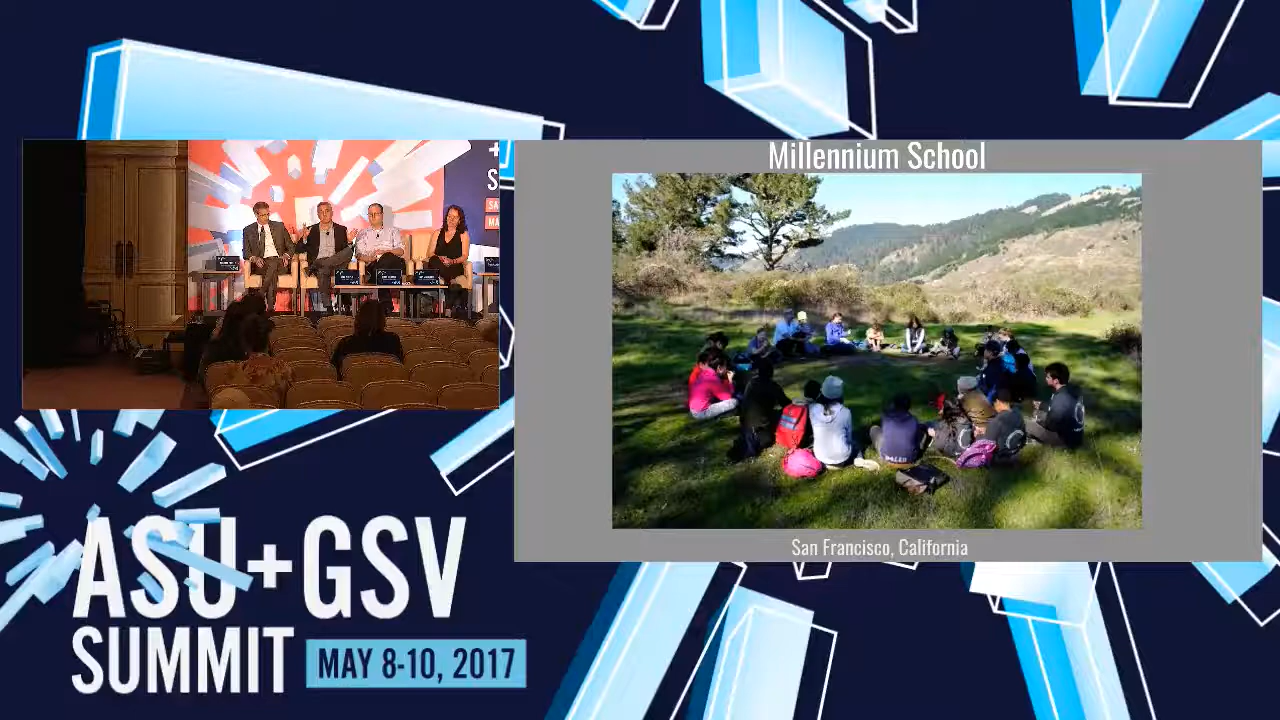 Millennium School
San Francisco, California
ASU+GSV
SUMMIT
MAY 8-10, 2017